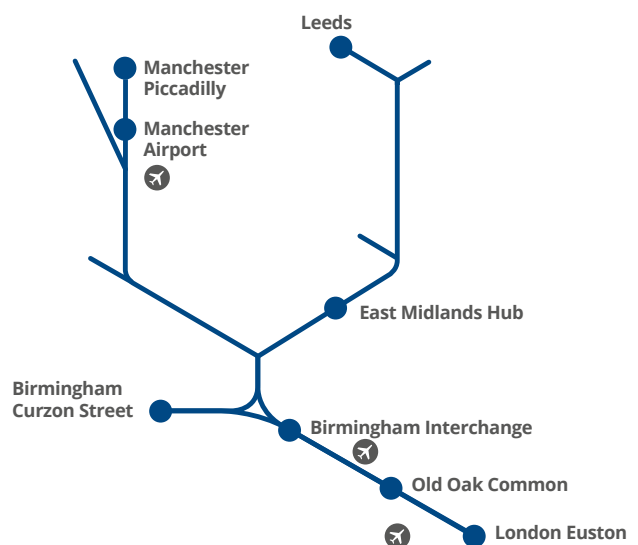 Leeds
Manchester
Piccadilly
Manchester
Airport
East Midlands Hub
Birmingham
Curzon Street
Birmingham Interchange
Old Oak Common
London Euston